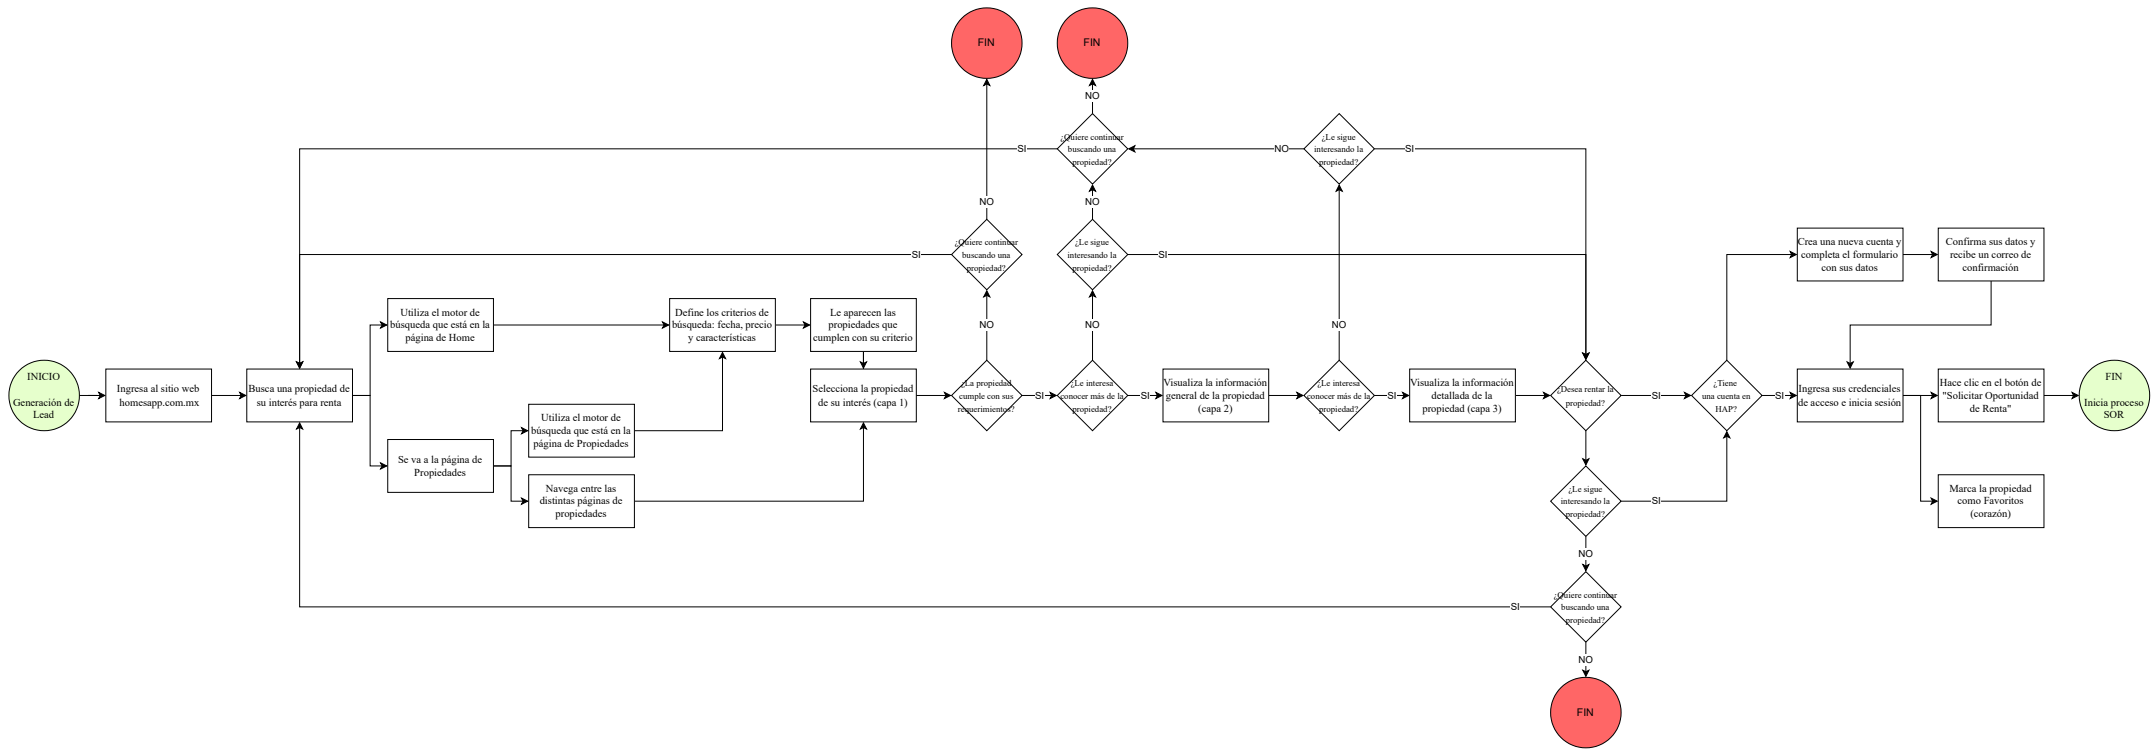 FIN
FIN
NO
¿Quiere continuar
buscando una
propiedad?
SI
NO
¿Le sigue
interesando la
propiedad?
NO
SI
NO
¿Quiere continuar
buscando una
propiedad?
SI
NO
¿Le sigue
interesando la
propiedad?
SI
Crea una nueva cuenta y
completa el formulario
con sus datos
Confirma sus datos y
recibe un correo de
confirmación
Utiliza el motor de
búsqueda que está en la
página de Home
Define los criterios de
búsqueda: fecha, precio
y características
Le aparecen las
propiedades que
cumplen con su criterio
NO
NO
NO
INICIO
Generación de
Lead
Ingresa al sitio web
homesapp.com.mx
Busca una propiedad de
su interés para renta
Selecciona la propiedad
de su interés (capa 1)
¿La propiedad
cumple con sus
requerimientos?
SI
¿Le interesa
conocer más de la
propiedad?
SI
Visualiza la información
general de la propiedad
(capa 2)
¿Le interesa
conocer más de la
propiedad?
SI
Visualiza la información
detallada de la
propiedad (capa 3)
¿Desea rentar la
propiedad?
SI
¿Tiene
una cuenta en
HAP?
SI
Ingresa sus credenciales
de acceso e inicia sesión
Hace clic en el botón de
"Solicitar Oportunidad
de Renta"
FIN
Inicia proceso
SOR
Utiliza el motor de
búsqueda que está en la
página de Propiedades
Se va a la página de
Propiedades
Navega entre las
distintas páginas de
propiedades
¿Le sigue
interesando la
propiedad?
SI
Marca la propiedad
como Favoritos
(corazón)
NO
¿Quiere continuar
buscando una
propiedad?
SI
NO
FIN